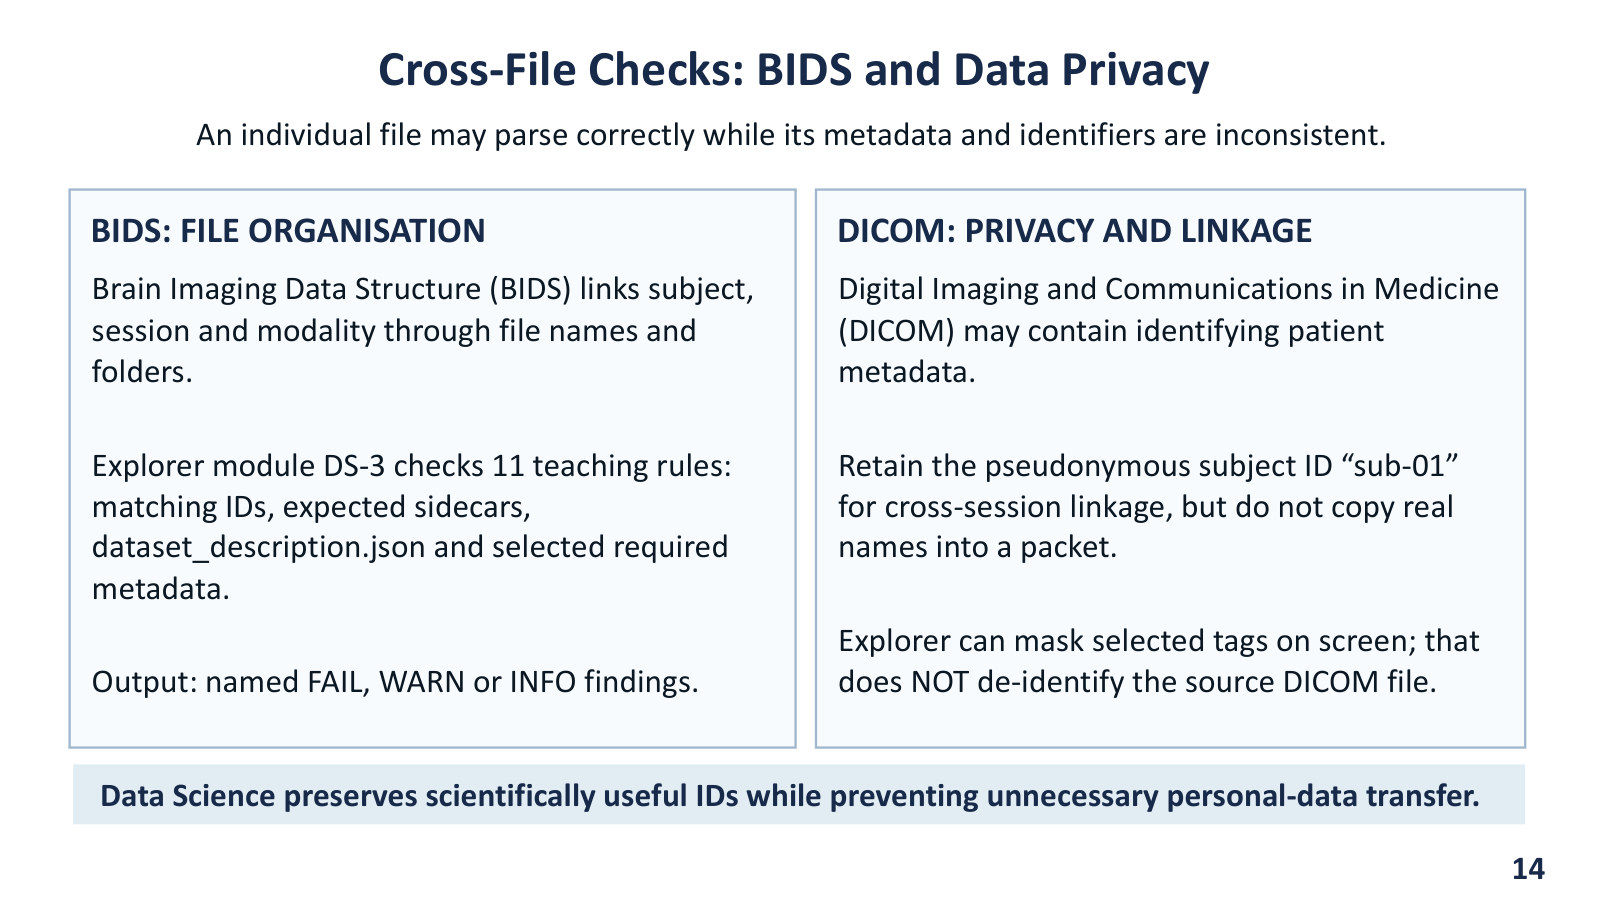 Cross-File Checks: BIDS and Data Privacy
An individual file may parse correctly while its metadata and identifiers are inconsistent.
BIDS: FILE ORGANISATION
Brain Imaging Data Structure (BIDS) links subject,
session and modality through file names and
folders.
Explorer module DS-3 checks 11 teaching rules:
matching IDs, expected sidecars,
dataset_description.json and selected required
metadata.
Output: named FAIL, WARN or INFO findings.
DICOM: PRIVACY AND LINKAGE
Digital Imaging and Communications in Medicine
(DICOM) may contain identifying patient
metadata.
Retain the pseudonymous subject ID “sub-01”
for cross-session linkage, but do not copy real
names into a packet.
Explorer can mask selected tags on screen; that
does NOT de-identify the source DICOM file.
Data Science preserves scientifically useful IDs while preventing unnecessary personal-data transfer.
14